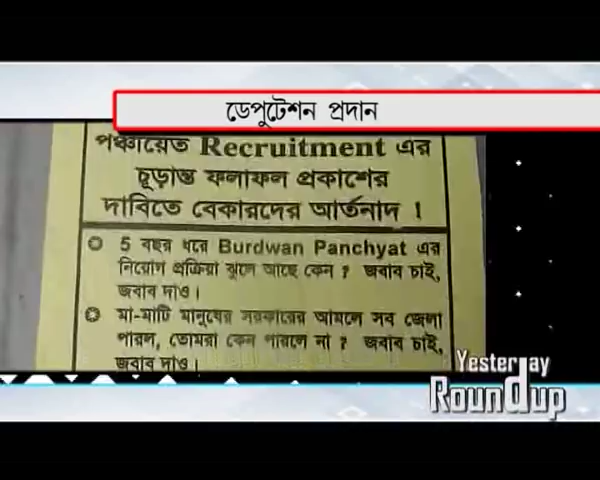 ডেপুটেশন প্রদান
পঞ্চায়েত Recruitment এর
চূড়ান্ত ফলাফল প্রকাশের
দাবিতে বেকারদের আর্তনাদ !
5 বছর ধরে Burdwan Panchyat এর
নিয়োগ প্রক্রিয়া ঝুলে আছে কেন ? জবাব চাই,
জবাব দাও।
মা-মাটি মানুষের সরকারের আমলে সব জেলা
পারল, তোমরা কেন পারলে না ? জবাব চাই,
জবাব দাও।
Yesterday
Roundup